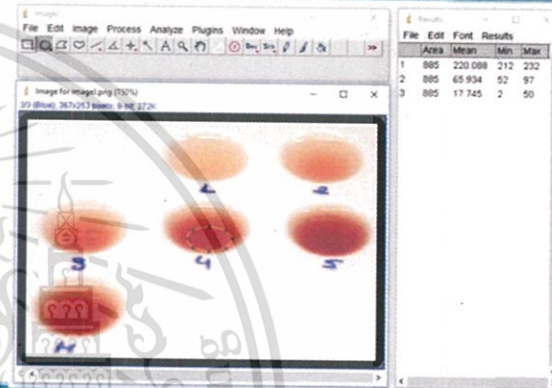 ImageJ
File Edit Image Process Analyze Plugins Window Help
Image for imageJ.png (150%)
3/3 (Blue); 367x253 pixels; 8-bit; 272K
1 2
3 4 5
Results
File Edit Font Results
Area Mean Min Max
1 885 220.088 212 232
2 885 65.934 52 97
3 885 17.745 2 50